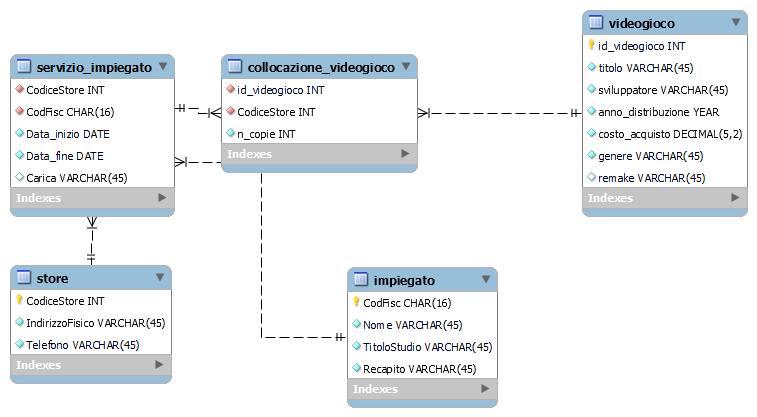 servizio_impiegato
CodiceStore INT
CodFisc CHAR(16)
Data_inizio DATE
Data_fine DATE
Carica VARCHAR(45)
Indexes
collocazione_videogioco
id_videogioco INT
CodiceStore INT
n_copie INT
Indexes
videogioco
id_videogioco INT
titolo VARCHAR(45)
sviluppatore VARCHAR(45)
anno_distribuzione YEAR
costo_acquisto DECIMAL(5,2)
genere VARCHAR(45)
remake VARCHAR(45)
Indexes
store
CodiceStore INT
IndirizzoFisico VARCHAR(45)
Telefono VARCHAR(45)
Indexes
impiegato
CodFisc CHAR(16)
Nome VARCHAR(45)
TitoloStudio VARCHAR(45)
Recapito VARCHAR(45)
Indexes